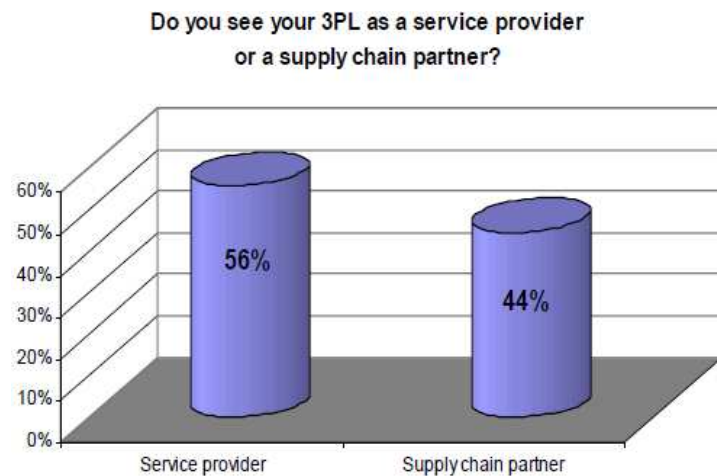 Do you see your 3PL as a service provider
or a supply chain partner?
60%
50%
40%
30%
20%
10%
0%
56%
44%
Service provider
Supply chain partner